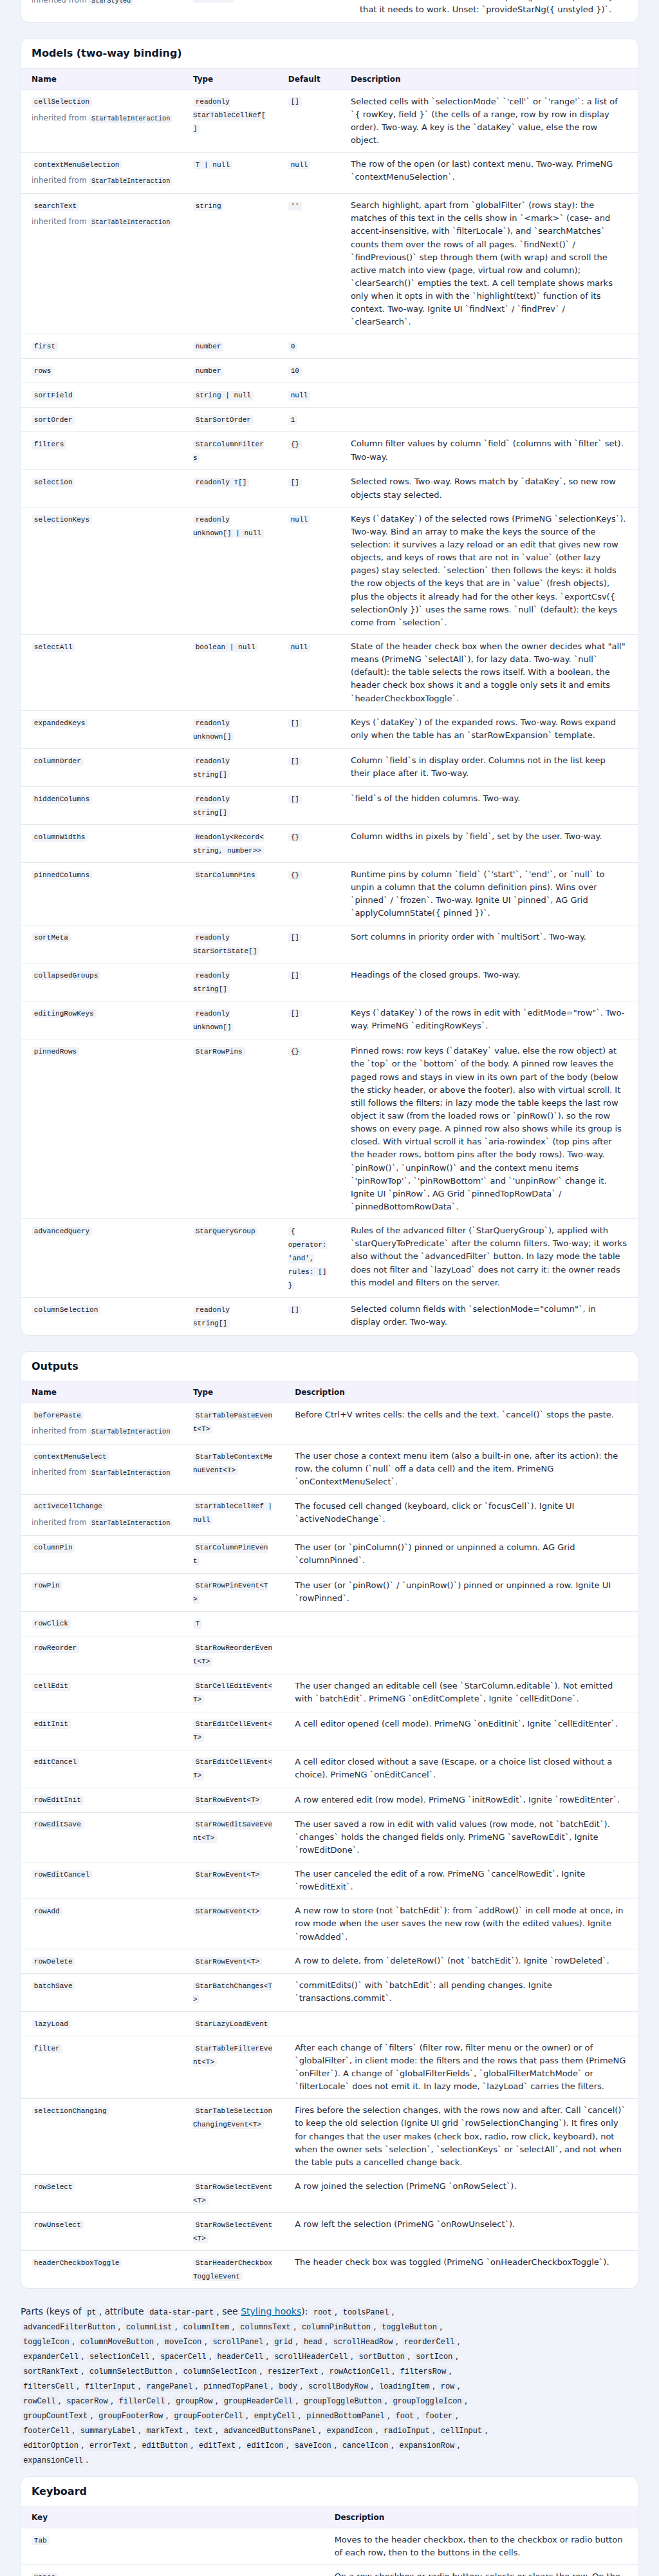 inherited from StarStyled
that it needs to work. Unset: `provideStarNg({ unstyled })`.
Models (two-way binding)
Name Type Default Description
cellSelection readonly StarTableCellRef[ ] [] Selected cells with `selectionMode` `'cell'` or `'range'`: a list of
inherited from StarTableInteraction `{ rowKey, field }` (the cells of a range, row by row in display
order). Two-way. A key is the `dataKey` value, else the row
object.
contextMenuSelection T | null null The row of the open (or last) context menu. Two-way. PrimeNG
inherited from StarTableInteraction `contextMenuSelection`.
searchText string '' Search highlight, apart from `globalFilter` (rows stay): the
inherited from StarTableInteraction matches of this text in the cells show in `<mark>` (case- and
accent-insensitive, with `filterLocale`), and `searchMatches`
counts them over the rows of all pages. `findNext()` /
`findPrevious()` step through them (with wrap) and scroll the
active match into view (page, virtual row and column);
`clearSearch()` empties the text. A cell template shows marks
only when it opts in with the `highlight(text)` function of its
context. Two-way. Ignite UI `findNext` / `findPrev` /
`clearSearch`.
first number 0
rows number 10
sortField string | null null
sortOrder StarSortOrder 1
filters StarColumnFilter s {} Column filter values by column `field` (columns with `filter` set).
Two-way.
selection readonly T[] [] Selected rows. Two-way. Rows match by `dataKey`, so new row
objects stay selected.
selectionKeys readonly unknown[] | null null Keys (`dataKey`) of the selected rows (PrimeNG `selectionKeys`).
Two-way. Bind an array to make the keys the source of the
selection: it survives a lazy reload or an edit that gives new row
objects, and keys of rows that are not in `value` (other lazy
pages) stay selected. `selection` then follows the keys: it holds
the row objects of the keys that are in `value` (fresh objects),
plus the objects it already had for the other keys. `exportCsv({
selectionOnly })` uses the same rows. `null` (default): the keys
come from `selection`.
selectAll boolean | null null State of the header check box when the owner decides what "all"
means (PrimeNG `selectAll`), for lazy data. Two-way. `null`
(default): the table selects the rows itself. With a boolean, the
header check box shows it and a toggle only sets it and emits
`headerCheckboxToggle`.
expandedKeys readonly unknown[] [] Keys (`dataKey`) of the expanded rows. Two-way. Rows expand
only when the table has an `starRowExpansion` template.
columnOrder readonly string[] [] Column `field`s in display order. Columns not in the list keep
their place after it. Two-way.
hiddenColumns readonly string[] [] `field`s of the hidden columns. Two-way.
columnWidths Readonly<Record< string, number>> {} Column widths in pixels by `field`, set by the user. Two-way.
pinnedColumns StarColumnPins {} Runtime pins by column `field` (`'start'`, `'end'`, or `null` to
unpin a column that the column definition pins). Wins over
`pinned` / `frozen`. Two-way. Ignite UI `pinned`, AG Grid
`applyColumnState({ pinned })`.
sortMeta readonly StarSortState[] [] Sort columns in priority order with `multiSort`. Two-way.
collapsedGroups readonly string[] [] Headings of the closed groups. Two-way.
editingRowKeys readonly unknown[] [] Keys (`dataKey`) of the rows in edit with `editMode="row"`. Two-
way. PrimeNG `editingRowKeys`.
pinnedRows StarRowPins {} Pinned rows: row keys (`dataKey` value, else the row object) at
the `top` or the `bottom` of the body. A pinned row leaves the
paged rows and stays in view in its own part of the body (below
the sticky header, or above the footer), also with virtual scroll. It
still follows the filters; in lazy mode the table keeps the last row
object it saw (from the loaded rows or `pinRow()`), so the row
shows on every page. A pinned row also shows while its group is
closed. With virtual scroll it has `aria-rowindex` (top pins after
the header rows, bottom pins after the body rows). Two-way.
`pinRow()`, `unpinRow()` and the context menu items
`'pinRowTop'`, `'pinRowBottom'` and `'unpinRow'` change it.
Ignite UI `pinRow`, AG Grid `pinnedTopRowData` /
`pinnedBottomRowData`.
advancedQuery StarQueryGroup { operator: 'and', rules: [] } Rules of the advanced filter (`StarQueryGroup`), applied with
`starQueryToPredicate` after the column filters. Two-way; it works
also without the `advancedFilter` button. In lazy mode the table
does not filter and `lazyLoad` does not carry it: the owner reads
this model and filters on the server.
columnSelection readonly string[] [] Selected column fields with `selectionMode="column"`, in
display order. Two-way.
Outputs
Name Type Description
beforePaste StarTablePasteEven t<T> Before Ctrl+V writes cells: the cells and the text. `cancel()` stops the paste.
inherited from StarTableInteraction
contextMenuSelect StarTableContextMe nuEvent<T> The user chose a context menu item (also a built-in one, after its action): the
inherited from StarTableInteraction row, the column (`null` off a data cell) and the item. PrimeNG
`onContextMenuSelect`.
activeCellChange StarTableCellRef | null The focused cell changed (keyboard, click or `focusCell`). Ignite UI
inherited from StarTableInteraction `activeNodeChange`.
columnPin StarColumnPinEven t The user (or `pinColumn()`) pinned or unpinned a column. AG Grid
`columnPinned`.
rowPin StarRowPinEvent<T > The user (or `pinRow()` / `unpinRow()`) pinned or unpinned a row. Ignite UI
`rowPinned`.
rowClick T
rowReorder StarRowReorderEven t<T>
cellEdit StarCellEditEvent< T> The user changed an editable cell (see `StarColumn.editable`). Not emitted
with `batchEdit`. PrimeNG `onEditComplete`, Ignite `cellEditDone`.
editInit StarEditCellEvent< T> A cell editor opened (cell mode). PrimeNG `onEditInit`, Ignite `cellEditEnter`.
editCancel StarEditCellEvent< T> A cell editor closed without a save (Escape, or a choice list closed without a
choice). PrimeNG `onEditCancel`.
rowEditInit StarRowEvent<T> A row entered edit (row mode). PrimeNG `initRowEdit`, Ignite `rowEditEnter`.
rowEditSave StarRowEditSaveEve nt<T> The user saved a row in edit with valid values (row mode, not `batchEdit`).
`changes` holds the changed fields only. PrimeNG `saveRowEdit`, Ignite
`rowEditDone`.
rowEditCancel StarRowEvent<T> The user canceled the edit of a row. PrimeNG `cancelRowEdit`, Ignite
`rowEditExit`.
rowAdd StarRowEvent<T> A new row to store (not `batchEdit`): from `addRow()` in cell mode at once, in
row mode when the user saves the new row (with the edited values). Ignite
`rowAdded`.
rowDelete StarRowEvent<T> A row to delete, from `deleteRow()` (not `batchEdit`). Ignite `rowDeleted`.
batchSave StarBatchChanges<T > `commitEdits()` with `batchEdit`: all pending changes. Ignite
`transactions.commit`.
lazyLoad StarLazyLoadEvent
filter StarTableFilterEve nt<T> After each change of `filters` (filter row, filter menu or the owner) or of
`globalFilter`, in client mode: the filters and the rows that pass them (PrimeNG
`onFilter`). A change of `globalFilterFields`, `globalFilterMatchMode` or
`filterLocale` does not emit it. In lazy mode, `lazyLoad` carries the filters.
selectionChanging StarTableSelection ChangingEvent<T> Fires before the selection changes, with the rows now and after. Call `cancel()`
to keep the old selection (Ignite UI grid `rowSelectionChanging`). It fires only
for changes that the user makes (check box, radio, row click, keyboard), not
when the owner sets `selection`, `selectionKeys` or `selectAll`, and not when
the table puts a cancelled change back.
rowSelect StarRowSelectEvent <T> A row joined the selection (PrimeNG `onRowSelect`).
rowUnselect StarRowSelectEvent <T> A row left the selection (PrimeNG `onRowUnselect`).
headerCheckboxToggle StarHeaderCheckbox ToggleEvent The header check box was toggled (PrimeNG `onHeaderCheckboxToggle`).
Parts (keys of pt, attribute data-star-part, see Styling hooks): root, toolsPanel,
advancedFilterButton, columnList, columnItem, columnsText, columnPinButton, toggleButton,
toggleIcon, columnMoveButton, moveIcon, scrollPanel, grid, head, scrollHeadRow, reorderCell,
expanderCell, selectionCell, spacerCell, headerCell, scrollHeaderCell, sortButton, sortIcon,
sortRankText, columnSelectButton, columnSelectIcon, resizerText, rowActionCell, filtersRow,
filtersCell, filterInput, rangePanel, pinnedTopPanel, body, scrollBodyRow, loadingItem, row,
rowCell, spacerRow, fillerCell, groupRow, groupHeaderCell, groupToggleButton, groupToggleIcon,
groupCountText, groupFooterRow, groupFooterCell, emptyCell, pinnedBottomPanel, foot, footer,
footerCell, summaryLabel, markText, text, advancedButtonsPanel, expandIcon, radioInput, cellInput,
editorOption, errorText, editButton, editText, editIcon, saveIcon, cancelIcon, expansionRow,
expansionCell.
Keyboard
Key Description
Tab Moves to the header checkbox, then to the checkbox or radio button
of each row, then to the buttons in the cells.